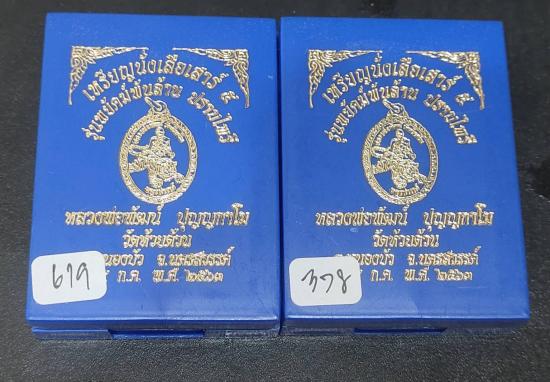 เหรียญนั่งเสือเสาร์ ๕
รุ่นพยัคฆ์พันล้าน ปราบไพรี
หลวงพ่อพัฒน์ ปุญญกาโม
วัดห้วยด้วน
หนองบัว จ.นครสวรรค์
ก.ค. พ.ศ. ๒๕๖๓
619
เหรียญนั่งเสือเสาร์ ๕
รุ่นพยัคฆ์พันล้าน ปราบไพรี
หลวงพ่อพัฒน์ ปุญญกาโม
วัดห้วยด้วน
หนองบัว จ.นครสวรรค์
ก.ค. พ.ศ. ๒๕๖๓
378